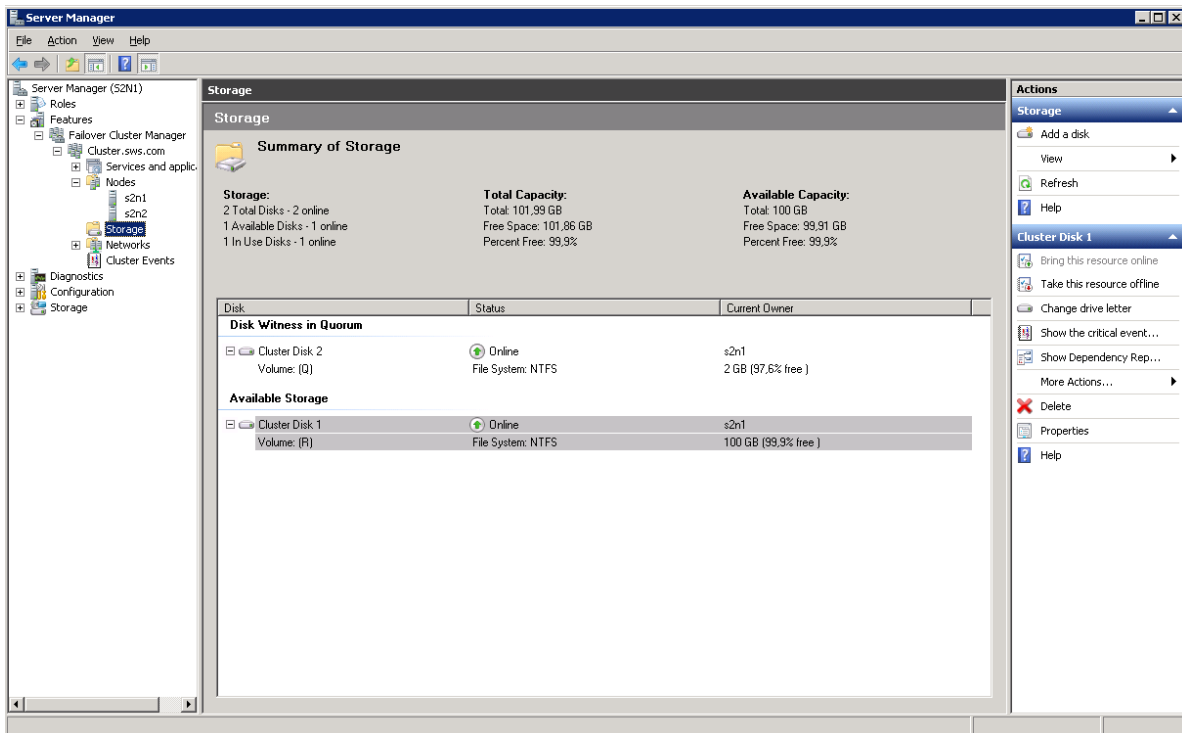 Server Manager
File Action View Help
Server Manager (S2N1)
Roles
Features
Failover Cluster Manager
Cluster.sws.com
Services and applic
Nodes
s2n1
s2n2
Storage
Networks
Cluster Events
Diagnostics
Configuration
Storage
Storage
Storage
Summary of Storage
Storage: Total Capacity: Available Capacity:
2 Total Disks - 2 online Total: 101,99 GB Total: 100 GB
1 Available Disks - 1 online Free Space: 101,86 GB Free Space: 99,91 GB
1 In Use Disks - 1 online Percent Free: 99,9% Percent Free: 99,9%
Disk Status Current Owner
Disk Witness in Quorum
Cluster Disk 2 Online s2n1
Volume: (Q) File System: NTFS 2 GB (97,6% free )
Available Storage
Cluster Disk 1 Online s2n1
Volume: (R) File System: NTFS 100 GB (99,9% free )
Actions
Storage
Add a disk
View
Refresh
Help
Cluster Disk 1
Bring this resource online
Take this resource offline
Change drive letter
Show the critical event...
Show Dependency Rep...
More Actions...
Delete
Properties
Help